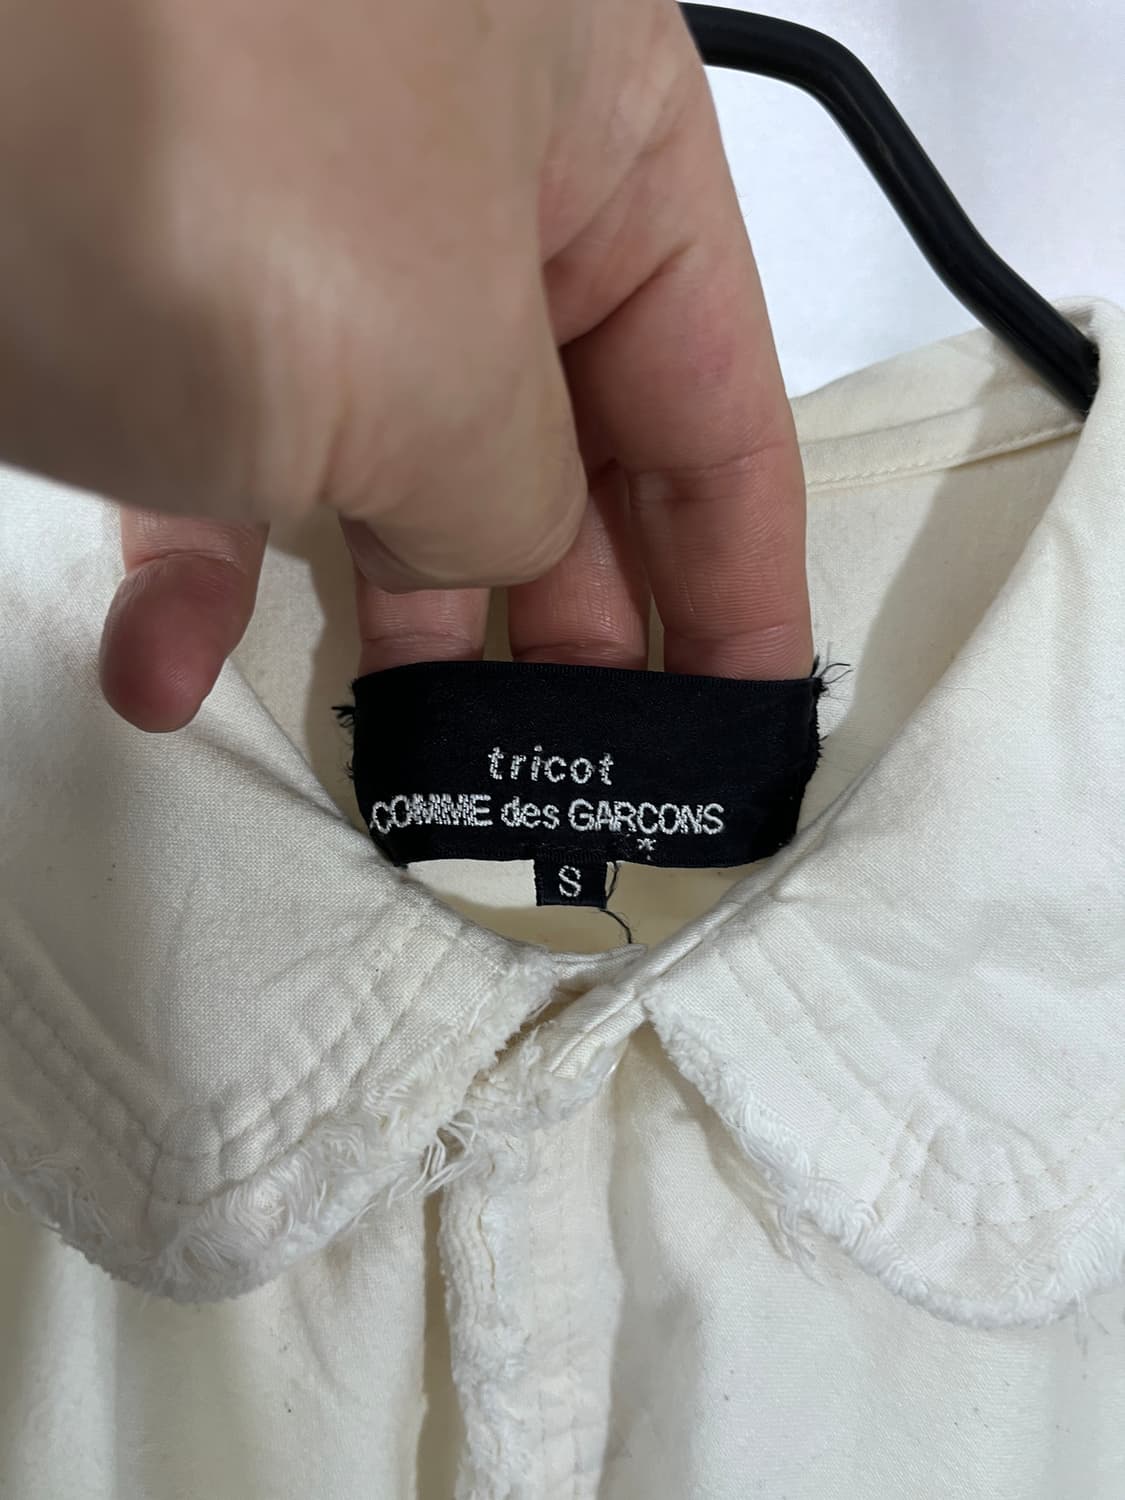 tricot
COMME des GARCONS
*
S